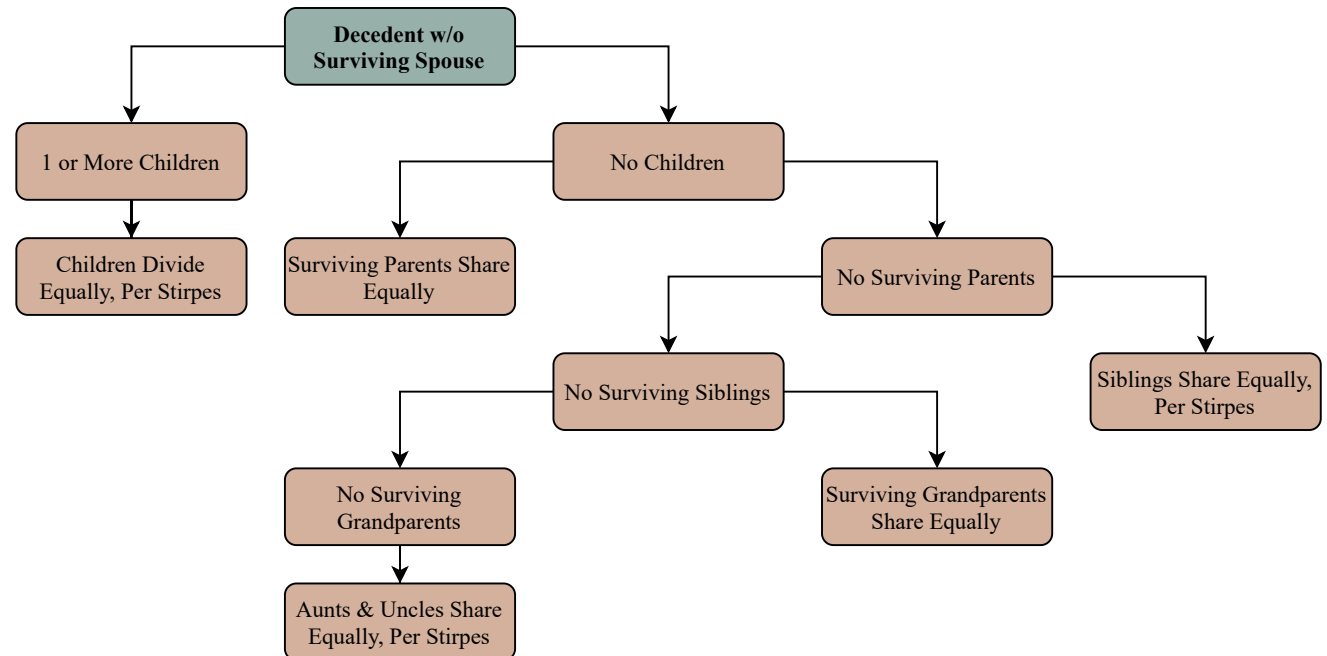 Decedent w/o
Surviving Spouse
1 or More Children
No Children
Children Divide
Equally, Per Stirpes
Surviving Parents Share
Equally
No Surviving Parents
No Surviving Siblings
Siblings Share Equally,
Per Stirpes
No Surviving
Grandparents
Surviving Grandparents
Share Equally
Aunts & Uncles Share
Equally, Per Stirpes